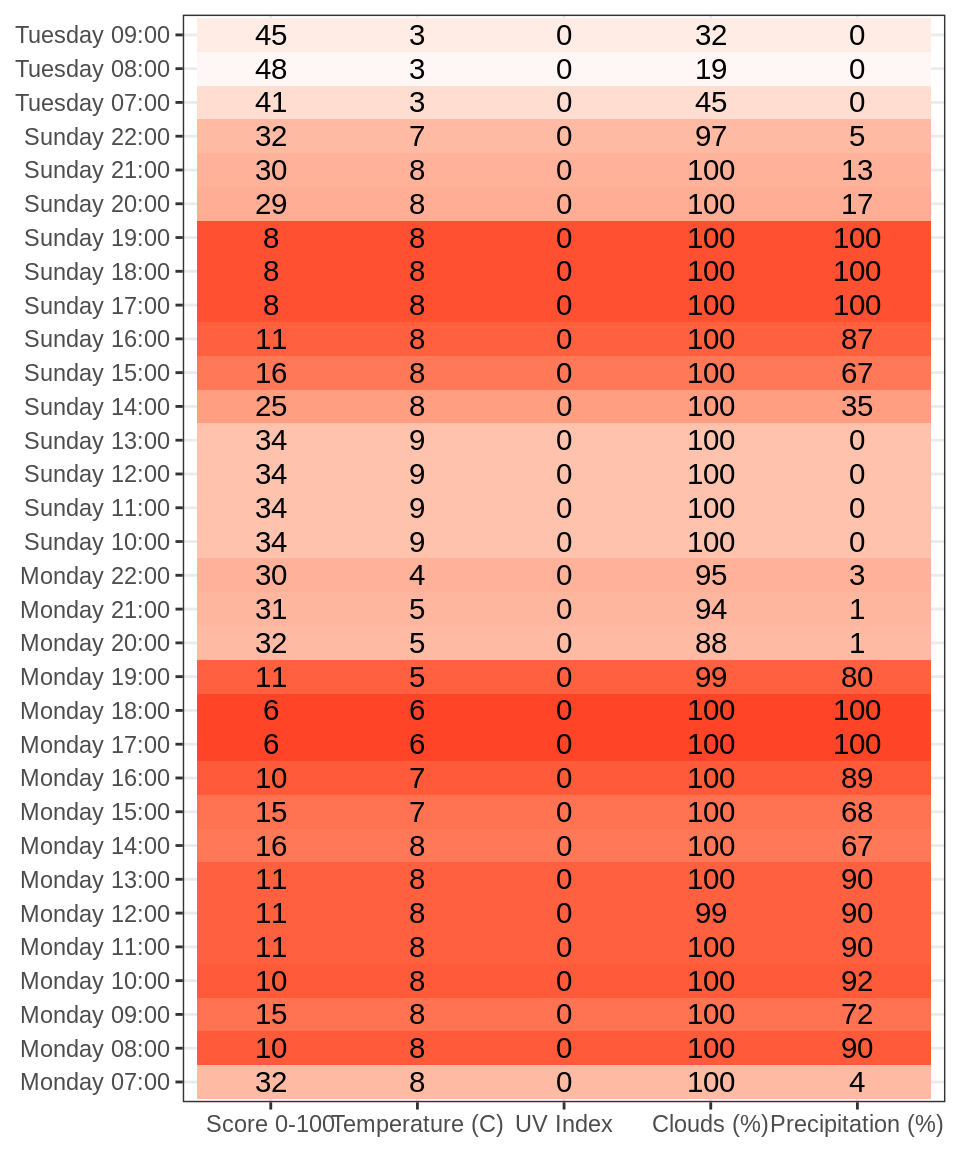 Tuesday 09:00 45 3 0 32 0
Tuesday 08:00 48 3 0 19 0
Tuesday 07:00 41 3 0 45 0
Sunday 22:00 32 7 0 97 5
Sunday 21:00 30 8 0 100 13
Sunday 20:00 29 8 0 100 17
Sunday 19:00 8 8 0 100 100
Sunday 18:00 8 8 0 100 100
Sunday 17:00 8 8 0 100 100
Sunday 16:00 11 8 0 100 87
Sunday 15:00 16 8 0 100 67
Sunday 14:00 25 8 0 100 35
Sunday 13:00 34 9 0 100 0
Sunday 12:00 34 9 0 100 0
Sunday 11:00 34 9 0 100 0
Sunday 10:00 34 9 0 100 0
Monday 22:00 30 4 0 95 3
Monday 21:00 31 5 0 94 1
Monday 20:00 32 5 0 88 1
Monday 19:00 11 5 0 99 80
Monday 18:00 6 6 0 100 100
Monday 17:00 6 6 0 100 100
Monday 16:00 10 7 0 100 89
Monday 15:00 15 7 0 100 68
Monday 14:00 16 8 0 100 67
Monday 13:00 11 8 0 100 90
Monday 12:00 11 8 0 99 90
Monday 11:00 11 8 0 100 90
Monday 10:00 10 8 0 100 92
Monday 09:00 15 8 0 100 72
Monday 08:00 10 8 0 100 90
Monday 07:00 32 8 0 100 4
Score 0-100 Temperature (C) UV Index Clouds (%) Precipitation (%)